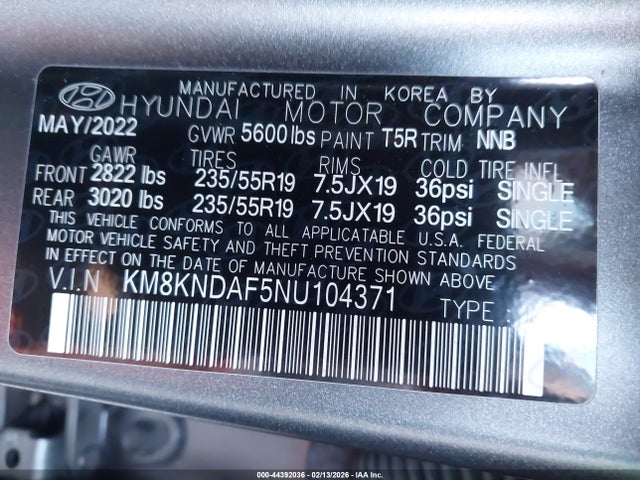 MANUFACTURED IN KOREA BY
HYUNDAI MOTOR COMPANY
MAY/2022 GVWR 5600 lbs PAINT T5R TRIM NNB
GAWR TIRES RIMS COLD TIRE INFL
FRONT 2822 lbs 235/55R19 7.5JX19 36psi SINGLE
REAR 3020 lbs 235/55R19 7.5JX19 36psi SINGLE
THIS VEHICLE CONFORMS TO ALL APPLICABLE U.S.A. FEDERAL
MOTOR VEHICLE SAFETY AND THEFT PREVENTION STANDARDS
IN EFFECT ON THE DATE OF MANUFACTURE SHOWN ABOVE
V.I.N KM8KNDAF5NU104371 TYPE :
000-44392036 - 02/13/2026 - IAA Inc.